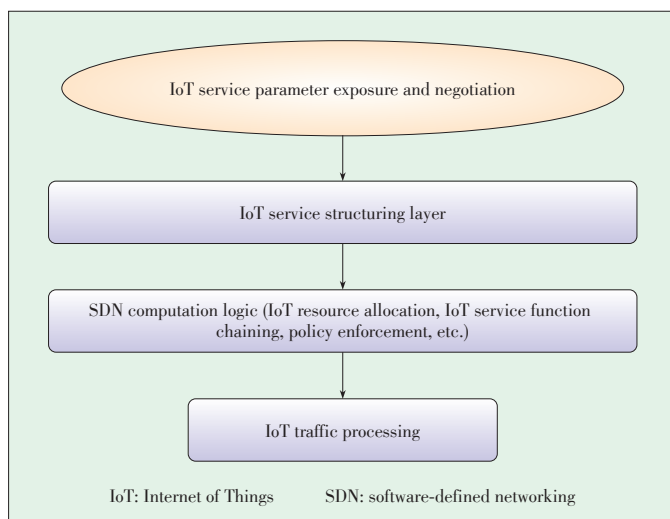 IoT service parameter exposure and negotiation
IoT service structuring layer
SDN computation logic (IoT resource allocation, IoT service function
chaining, policy enforcement, etc.)
IoT traffic processing
IoT: Internet of Things SDN: software-defined networking